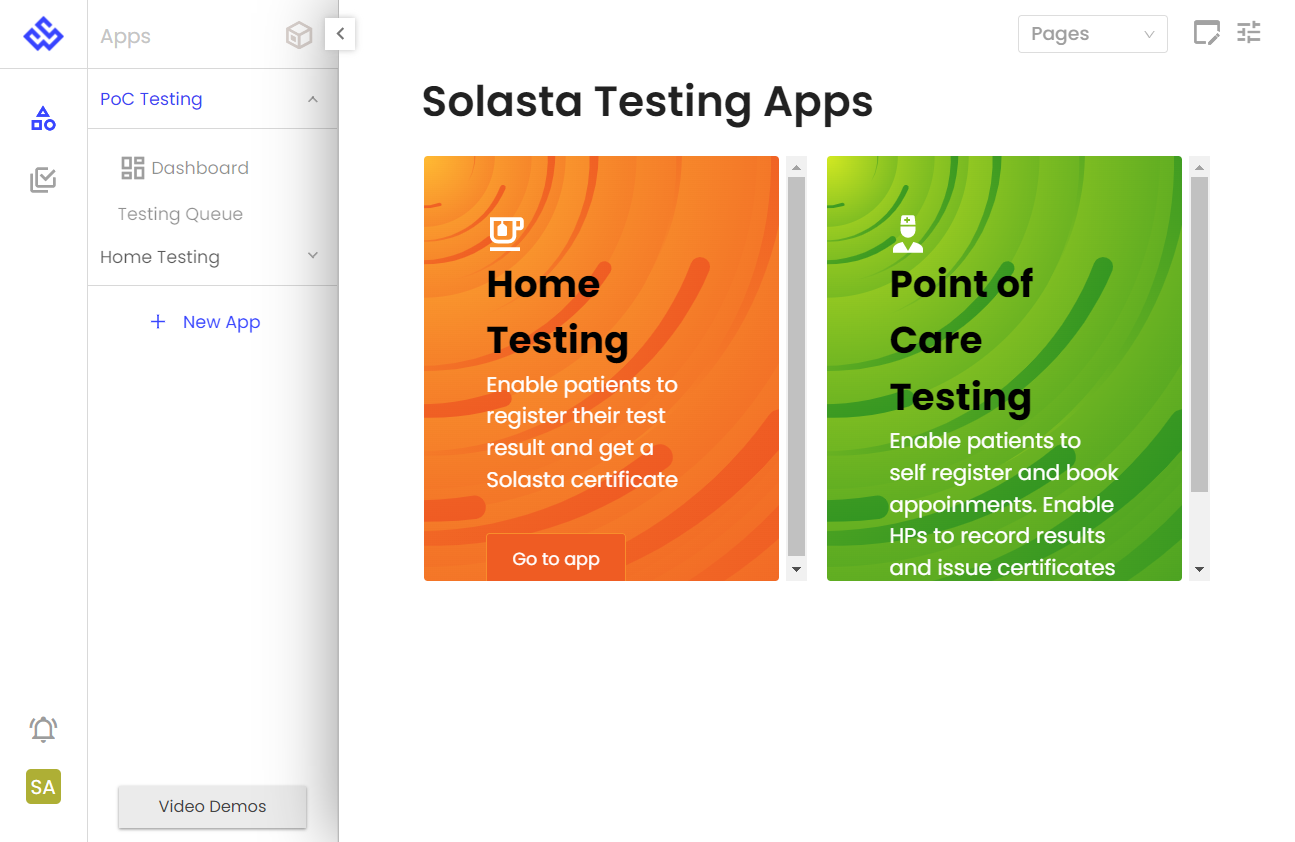 Apps
Pages
PoC Testing
Dashboard
Testing Queue
Home Testing
+ New App
SA
Video Demos
Solasta Testing Apps
Home
Testing
Enable patients to
register their test
result and get a
Solasta certificate
Go to app
Point of
Care
Testing
Enable patients to
self register and book
appoinments. Enable
HPs to record results
and issue certificates